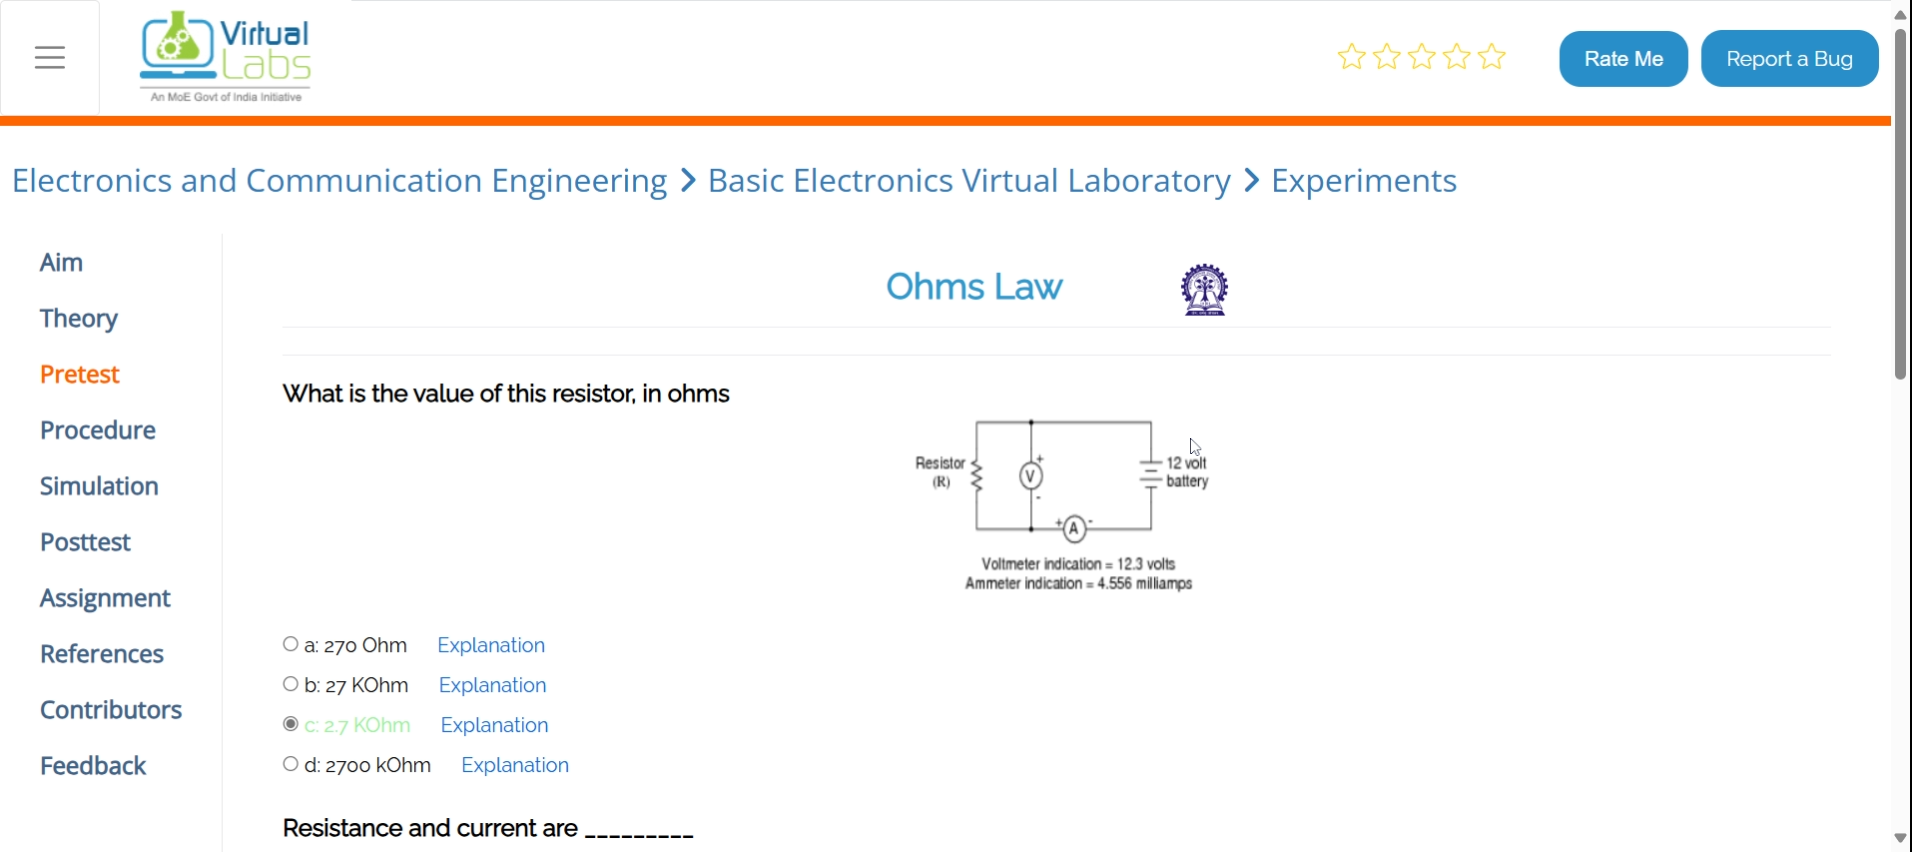 Virtual
Labs
An MoE Govt of India Initiative
Rate Me
Report a Bug
Electronics and Communication Engineering > Basic Electronics Virtual Laboratory > Experiments
Aim
Theory
Pretest
Procedure
Simulation
Posttest
Assignment
References
Contributors
Feedback
Ohms Law
What is the value of this resistor, in ohms
Resistor
(R)
V
+
-
+ A -
12 volt
battery
Voltmeter indication = 12.3 volts
Ammeter indication = 4.556 milliamps
a: 270 Ohm Explanation
b: 27 KOhm Explanation
c: 2.7 KOhm Explanation
d: 2700 kOhm Explanation
Resistance and current are _________